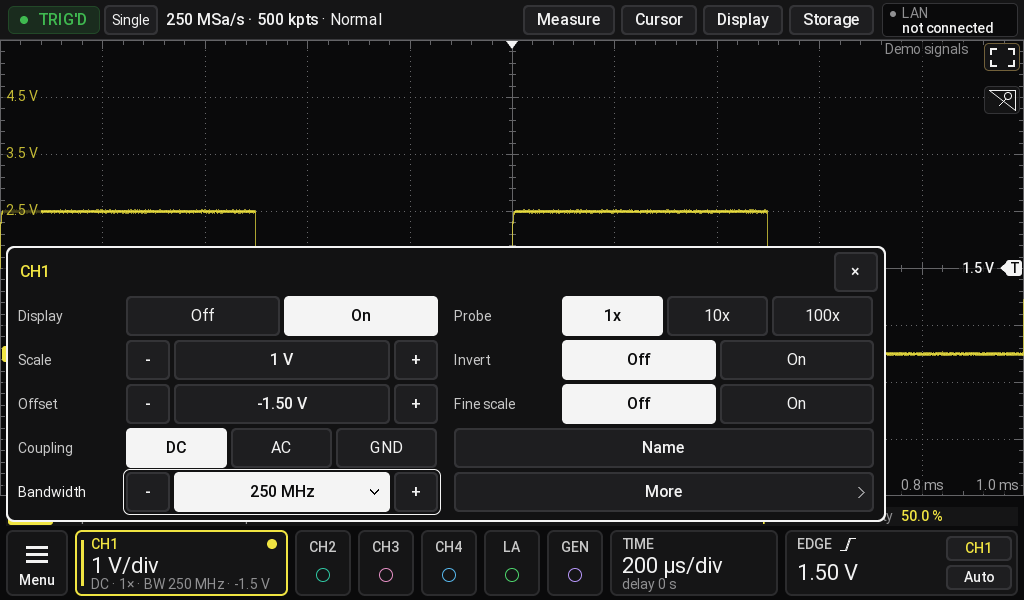 TRIG'D
Single
250 MSa/s · 500 kpts · Normal
Measure
Cursor
Display
Storage
LAN
not connected
Demo signals
4.5 V
3.5 V
2.5 V
1.5 V
T
CH1
×
Display
Off
On
Probe
1x
10x
100x
Scale
-
1 V
+
Invert
Off
On
Offset
-
-1.50 V
+
Fine scale
Off
On
Coupling
DC
AC
GND
Name
Bandwidth
-
250 MHz
+
More
0.8 ms
1.0 ms
50.0 %
Menu
CH1
1 V/div
DC · 1× · BW 250 MHz · -1.5 V
CH2
CH3
CH4
LA
GEN
TIME
200 µs/div
delay 0 s
EDGE
1.50 V
CH1
Auto